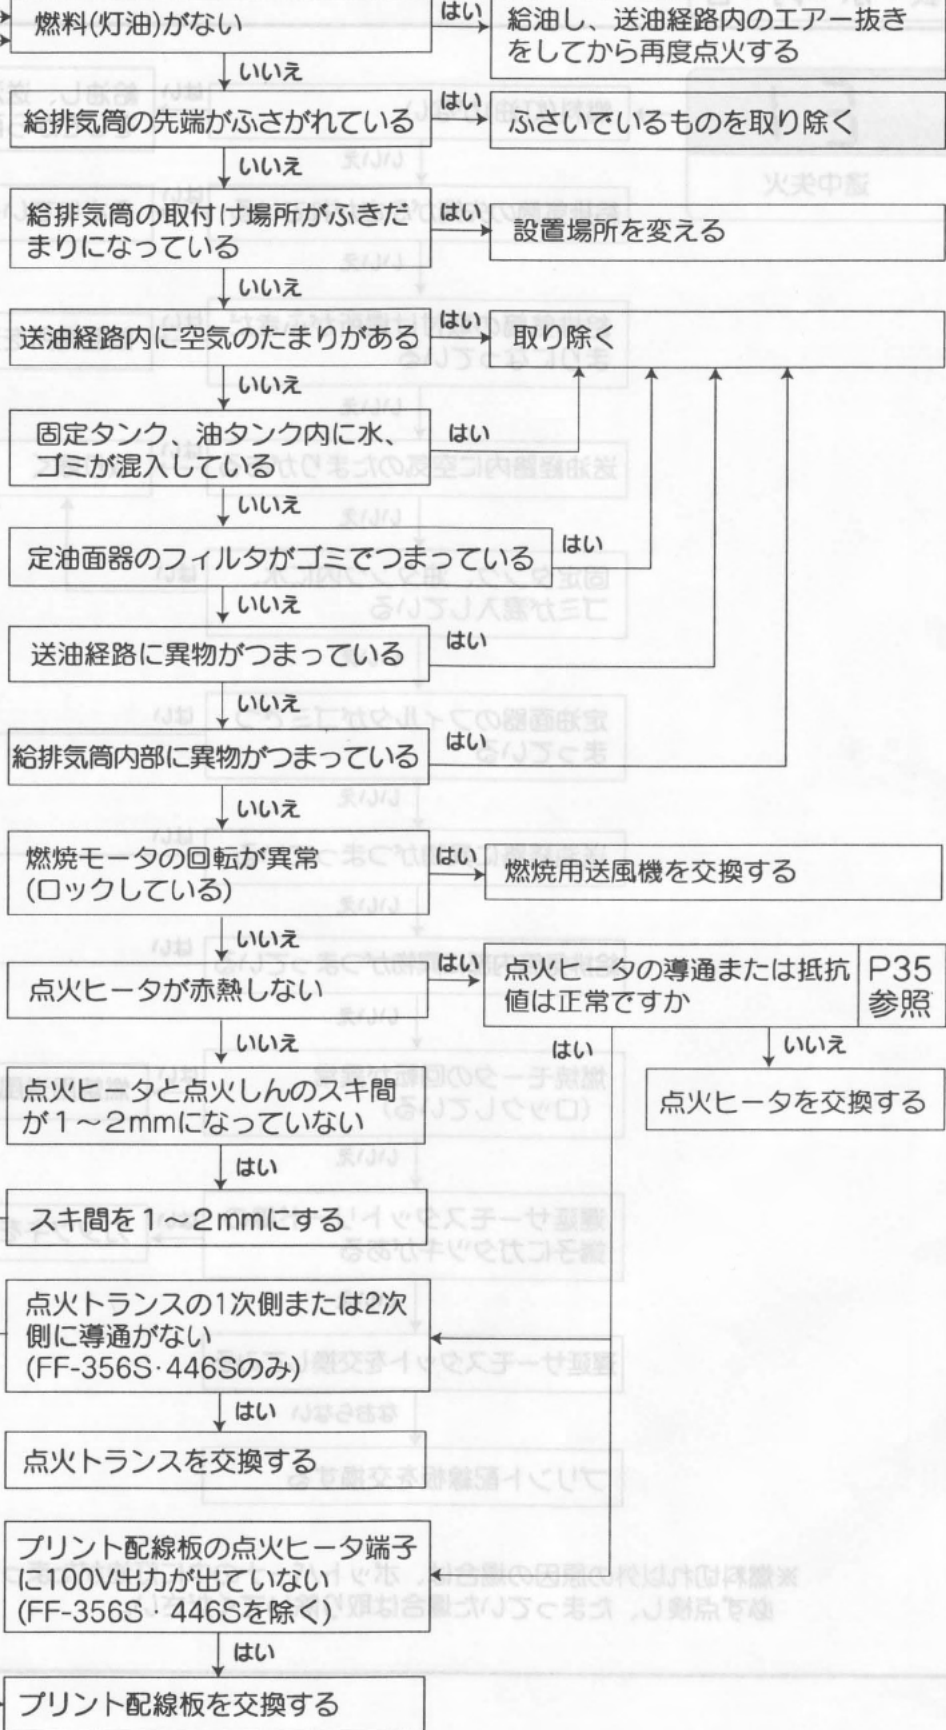 燃料(灯油)がない
はい
給油し、送油経路内のエアー抜き
をしてから再度点火する
いいえ
給排気筒の先端がふさがれている
はい
ふさいでいるものを取り除く
いいえ
給排気筒の取付け場所がふきだ
まりになっている
はい
設置場所を変える
いいえ
送油経路内に空気のたまりがある
はい
取り除く
いいえ
固定タンク、油タンク内に水、
ゴミが混入している
はい
いいえ
定油面器のフィルタがゴミでつまっている
はい
いいえ
送油経路に異物がつまっている
はい
いいえ
給排気筒内部に異物がつまっている
はい
いいえ
燃焼モータの回転が異常
(ロックしている)
はい
燃焼用送風機を交換する
いいえ
点火ヒータが赤熱しない
はい
点火ヒータの導通または抵抗
値は正常ですか
P35
参照
いいえ
はい
いいえ
点火ヒータと点火しんのスキ間
が1～2mmになっていない
点火ヒータを交換する
はい
スキ間を1～2mmにする
点火トランスの1次側または2次
側に導通がない
(FF-356S･446Sのみ)
はい
点火トランスを交換する
プリント配線板の点火ヒータ端子
に100V出力が出ていない
(FF-356S･446Sを除く)
はい
プリント配線板を交換する